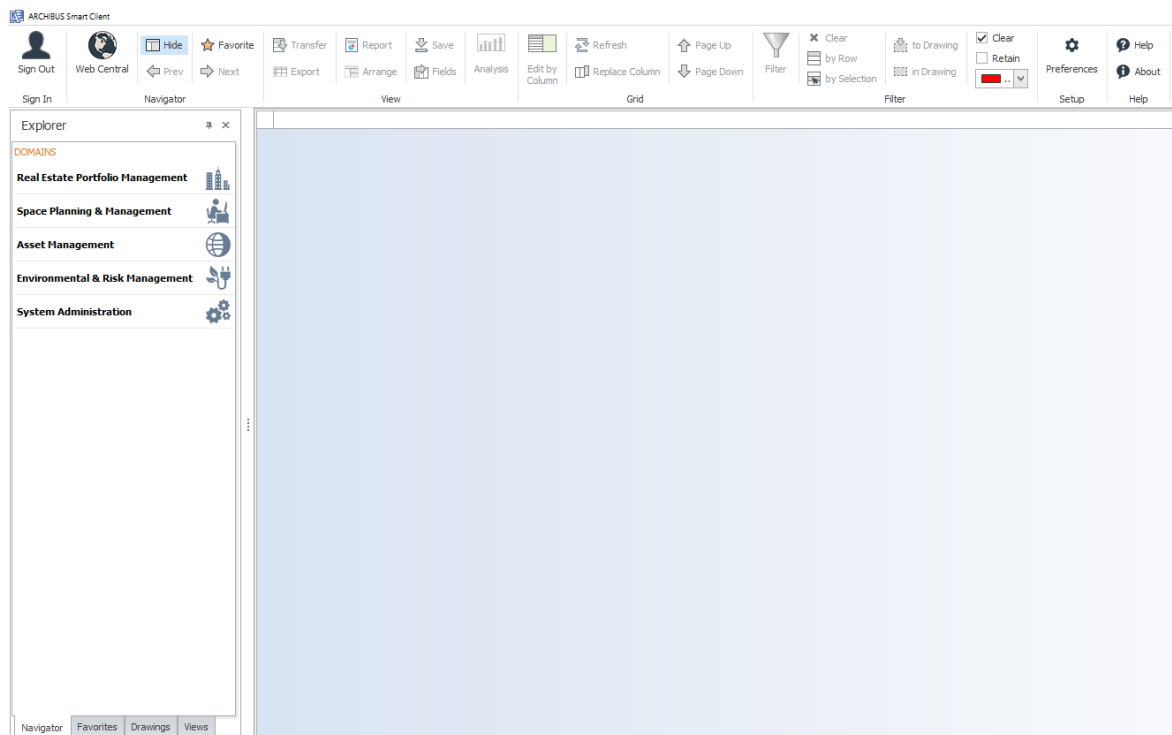 ARCHIBUS Smart Client
Sign Out
Web Central
Hide
Favorite
Prev
Next
Transfer
Report
Save
Export
Arrange
Fields
Analysis
Edit by
Column
Refresh
Page Up
Replace Column
Page Down
Filter
Clear
by Row
by Selection
to Drawing
in Drawing
Clear
Retain
..
Preferences
Help
About
Sign In
Navigator
View
Grid
Filter
Setup
Help
Explorer
DOMAINS
Real Estate Portfolio Management
Space Planning & Management
Asset Management
Environmental & Risk Management
System Administration
Navigator
Favorites
Drawings
Views